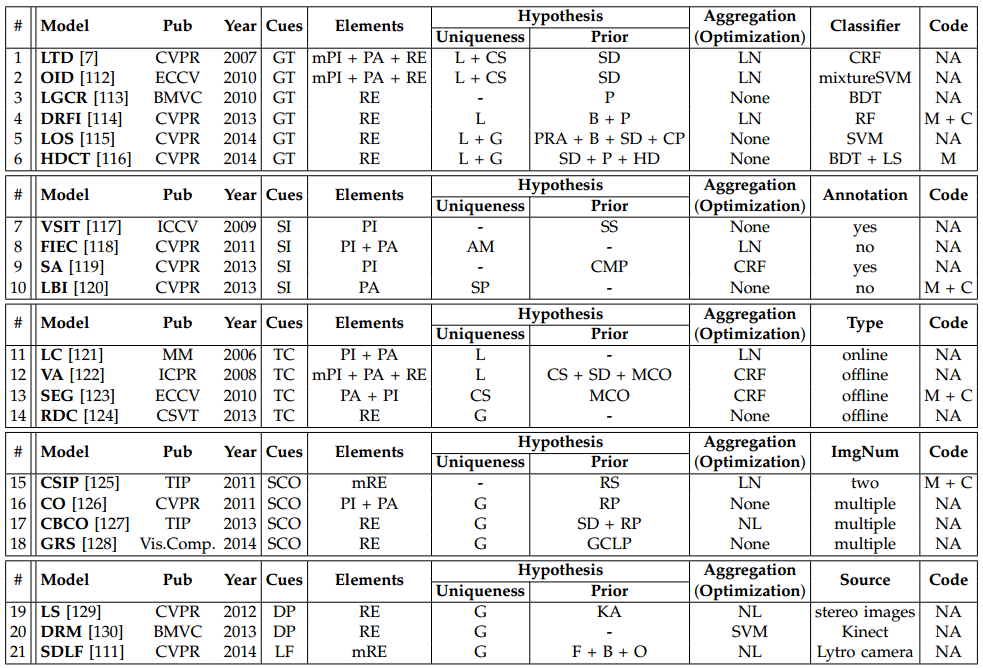 # Model Pub Year Cues Elements Hypothesis Aggregation (Optimization) Classifier Code
Uniqueness Prior
1 LTD [7] CVPR 2007 GT mPI + PA + RE L + CS SD LN CRF NA
2 OID [112] ECCV 2010 GT mPI + PA + RE L + CS SD LN mixtureSVM NA
3 LGCR [113] BMVC 2010 GT RE - P None BDT NA
4 DRFI [114] CVPR 2013 GT RE L B + P LN RF M + C
5 LOS [115] CVPR 2014 GT RE L + G PRA + B + SD + CP None SVM NA
6 HDCT [116] CVPR 2014 GT RE L + G SD + P + HD None BDT + LS M
# Model Pub Year Cues Elements Hypothesis Aggregation (Optimization) Annotation Code
Uniqueness Prior
7 VSIT [117] ICCV 2009 SI PI - SS None yes NA
8 FIEC [118] CVPR 2011 SI PI + PA AM - LN no NA
9 SA [119] CVPR 2013 SI PI - CMP CRF yes NA
10 LBI [120] CVPR 2013 SI PA SP - None no M + C
# Model Pub Year Cues Elements Hypothesis Aggregation (Optimization) Type Code
Uniqueness Prior
11 LC [121] MM 2006 TC PI + PA L - LN online NA
12 VA [122] ICPR 2008 TC mPI + PA + RE L CS + SD + MCO CRF offline NA
13 SEG [123] ECCV 2010 TC PA + PI CS MCO CRF offline M + C
14 RDC [124] CSVT 2013 TC RE G - None offline NA
# Model Pub Year Cues Elements Hypothesis Aggregation (Optimization) ImgNum Code
Uniqueness Prior
15 CSIP [125] TIP 2011 SCO mRE - RS LN two M + C
16 CO [126] CVPR 2011 SCO PI + PA G RP None multiple NA
17 CBCO [127] TIP 2013 SCO RE G SD + RP NL multiple NA
18 GRS [128] Vis.Comp. 2014 SCO RE G GCLP None multiple NA
# Model Pub Year Cues Elements Hypothesis Aggregation (Optimization) Source Code
Uniqueness Prior
19 LS [129] CVPR 2012 DP RE G KA NL stereo images NA
20 DRM [130] BMVC 2013 DP RE G - SVM Kinect NA
21 SDLF [111] CVPR 2014 LF mRE G F + B + O NL Lytro camera NA